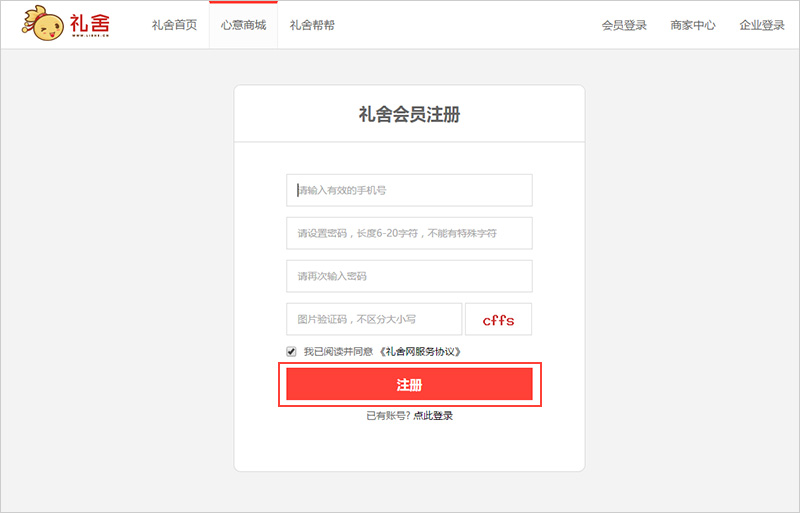 礼舍
WWW.LISHE.CN
礼舍首页 心意商城 礼舍帮帮 会员登录 商家中心 企业登录
礼舍会员注册
请输入有效的手机号
请设置密码，长度6-20字符，不能有特殊字符
请再次输入密码
图片验证码，不区分大小写 cffs
我已阅读并同意 《礼舍网服务协议》
注册
已有账号? 点此登录